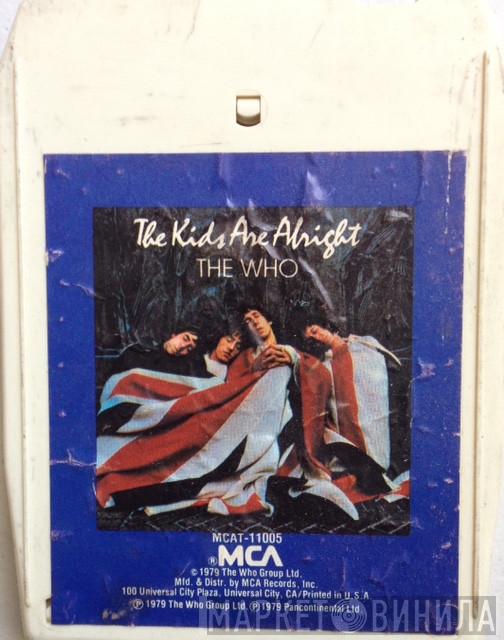 The Kids Are Alright
THE WHO
MCAT-11005
®MCA
© 1979 The Who Group Ltd.
Mfd. & Distr. by MCA Records, Inc.
100 Universal City Plaza, Universal City, CA/Printed in U.S.A
℗ 1979 The Who Group Ltd. ℗ 1979 Pancontinental Ltd
МАРКЕТ ВИНИЛА